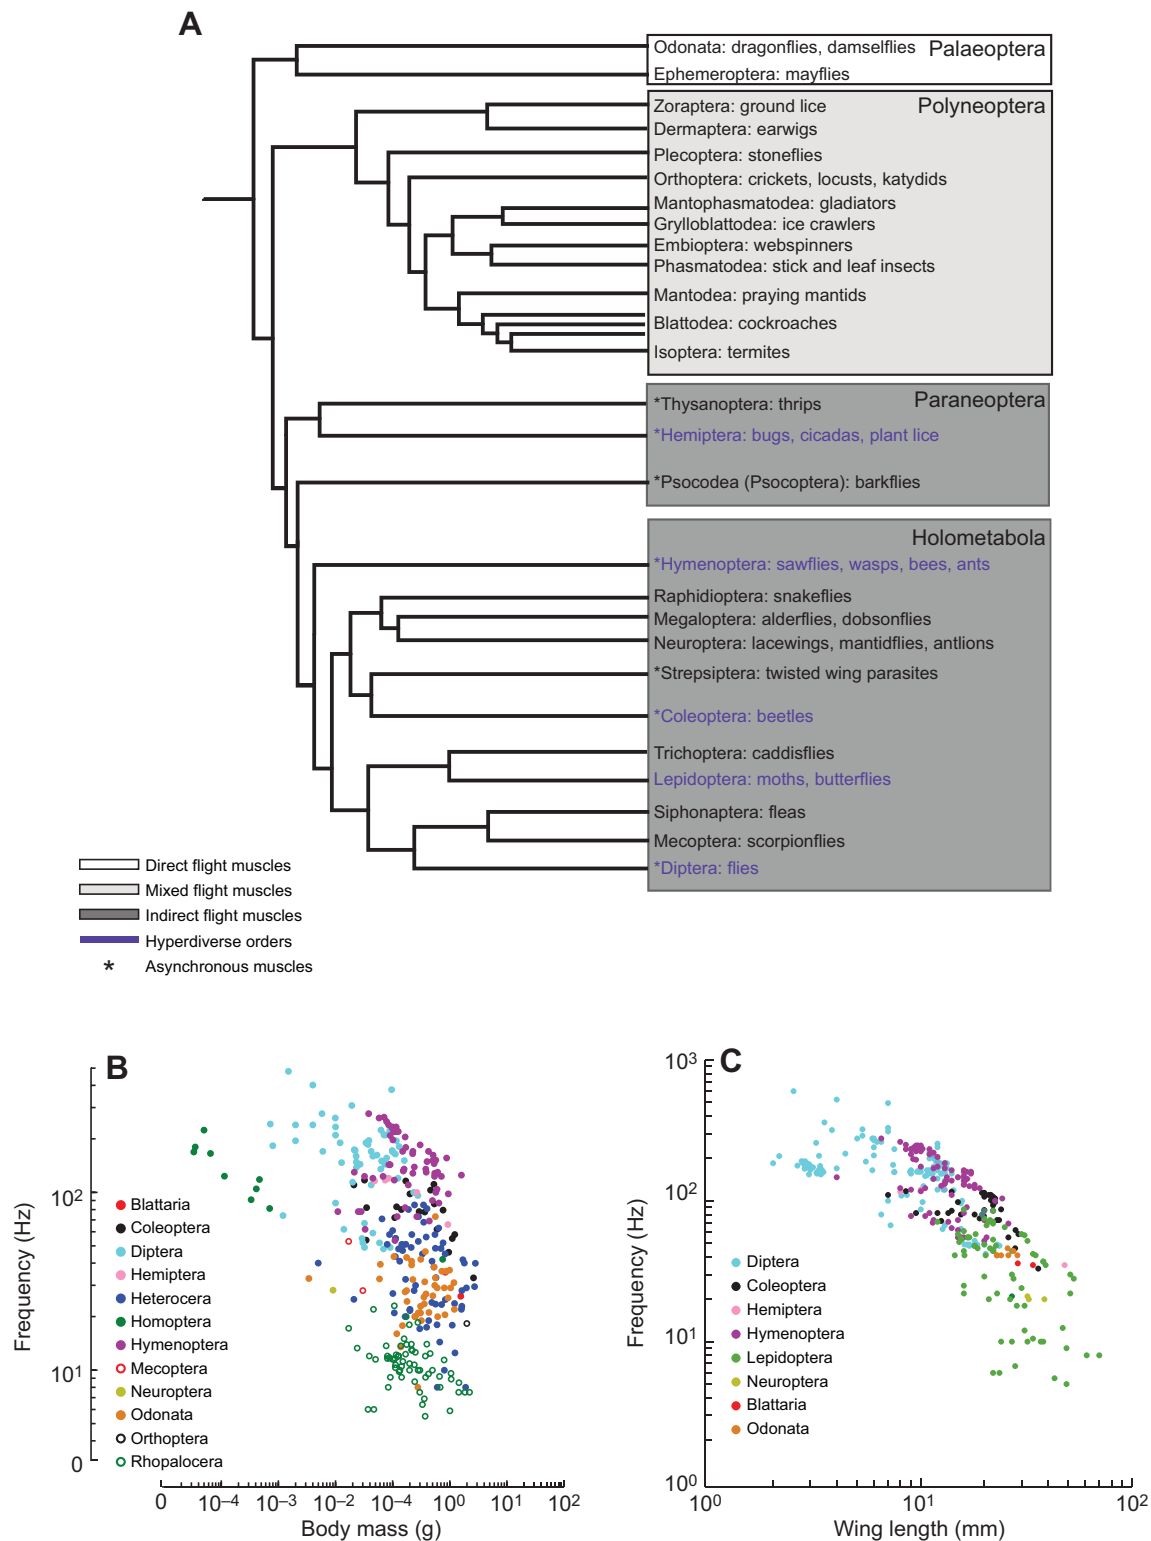 A
Odonata: dragonflies, damselflies
Palaeoptera
Ephemeroptera: mayflies
Polyneoptera
Zoraptera: ground lice
Dermaptera: earwigs
Plecoptera: stoneflies
Orthoptera: crickets, locusts, katydids
Mantophasmatodea: gladiators
Grylloblattodea: ice crawlers
Embioptera: webspinners
Phasmatodea: stick and leaf insects
Mantodea: praying mantids
Blattodea: cockroaches
Isoptera: termites
Paraneoptera
*Thysanoptera: thrips
*Hemiptera: bugs, cicadas, plant lice
*Psocodea (Psocoptera): barkflies
Holometabola
*Hymenoptera: sawflies, wasps, bees, ants
Raphidioptera: snakeflies
Megaloptera: alderflies, dobsonflies
Neuroptera: lacewings, mantidflies, antlions
*Strepsiptera: twisted wing parasites
*Coleoptera: beetles
Trichoptera: caddisflies
Lepidoptera: moths, butterflies
Siphonaptera: fleas
Mecoptera: scorpionflies
*Diptera: flies
Direct flight muscles
Mixed flight muscles
Indirect flight muscles
Hyperdiverse orders
* Asynchronous muscles
B
Frequency (Hz)
10²
10¹
0
Blattaria
Coleoptera
Diptera
Hemiptera
Heterocera
Homoptera
Hymenoptera
Mecoptera
Neuroptera
Odonata
Orthoptera
Rhopalocera
0 10⁻⁴ 10⁻³ 10⁻² 10⁻⁴ 10⁰ 10¹ 10²
Body mass (g)
C
Frequency (Hz)
10³
10²
10¹
10⁰
Diptera
Coleoptera
Hemiptera
Hymenoptera
Lepidoptera
Neuroptera
Blattaria
Odonata
10⁰ 10¹ 10²
Wing length (mm)